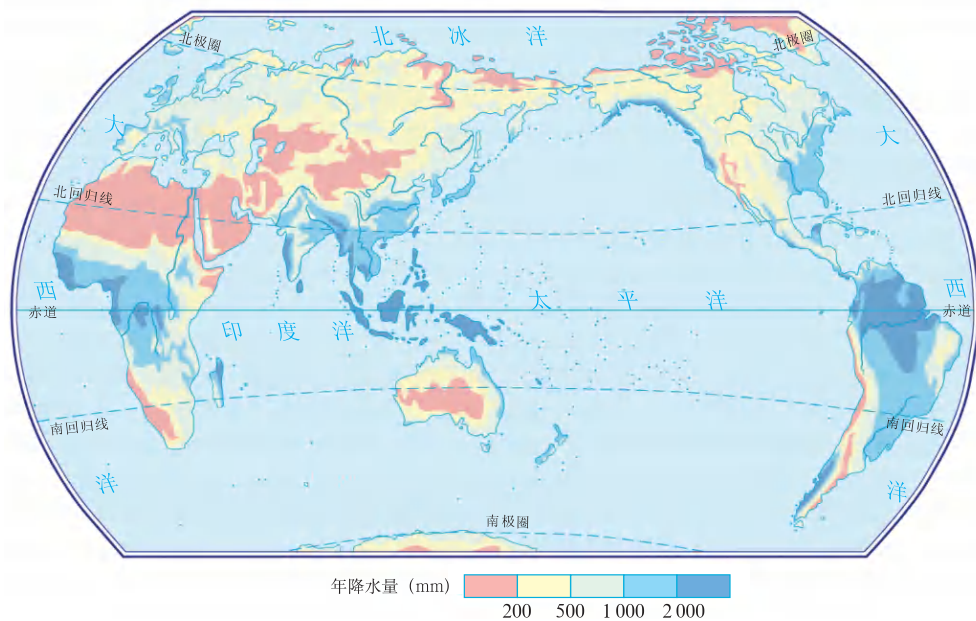 北 冰 洋
北极圈
北极圈
大
大
北回归线
北回归线
西
太 平 洋
西
赤道
赤道
印 度 洋
南回归线
南回归线
洋
洋
南极圈
年降水量（mm）
200 500 1 000 2 000